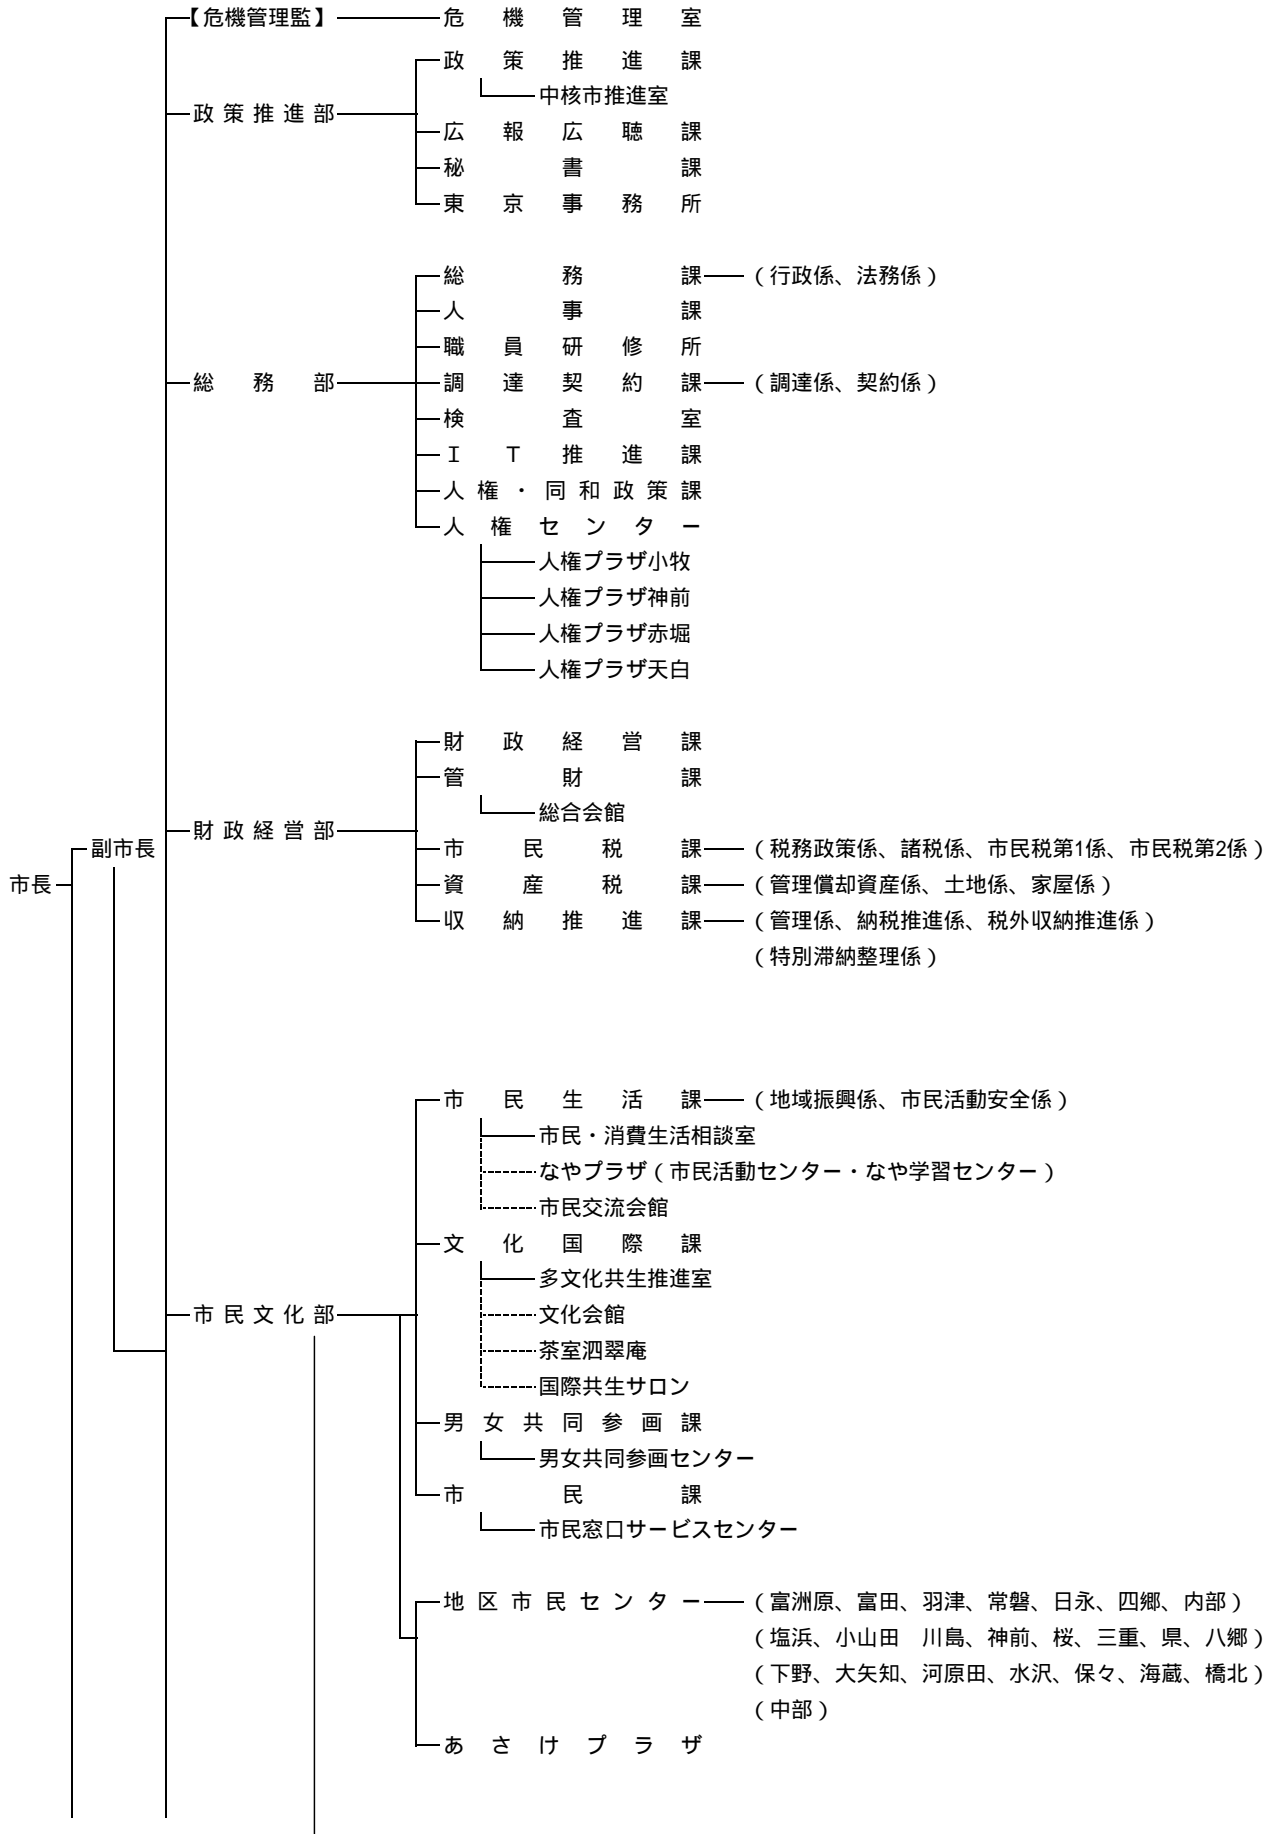 【危機管理監】 危機管理室
政策推進課
中核市推進室
政策推進部
広報広聴課
秘書課
東京事務所
総務課 (行政係、法務係)
人事課
職員研修所
総務部 調達契約課 (調達係、契約係)
検査室
IT推進課
人権・同和政策課
人権センター
人権プラザ小牧
人権プラザ神前
人権プラザ赤堀
人権プラザ天白
財政経営課
管財課
総合会館
財政経営部
副市長 市民税課 (税務政策係、諸税係、市民税第1係、市民税第2係)
市長 資産税課 (管理償却資産係、土地係、家屋係)
収納推進課 (管理係、納税推進係、税外収納推進係)
(特別滞納整理係)
市民生活課 (地域振興係、市民活動安全係)
市民・消費生活相談室
なやプラザ(市民活動センター・なや学習センター)
市民交流会館
文化国際課
多文化共生推進室
市民文化部 文化会館
茶室泗翠庵
国際共生サロン
男女共同参画課
男女共同参画センター
市民課
市民窓口サービスセンター
地区市民センター (富洲原、富田、羽津、常磐、日永、四郷、内部)
(塩浜、小山田 川島、神前、桜、三重、県、八郷)
(下野、大矢知、河原田、水沢、保々、海蔵、橋北)
(中部)
あさけプラザ